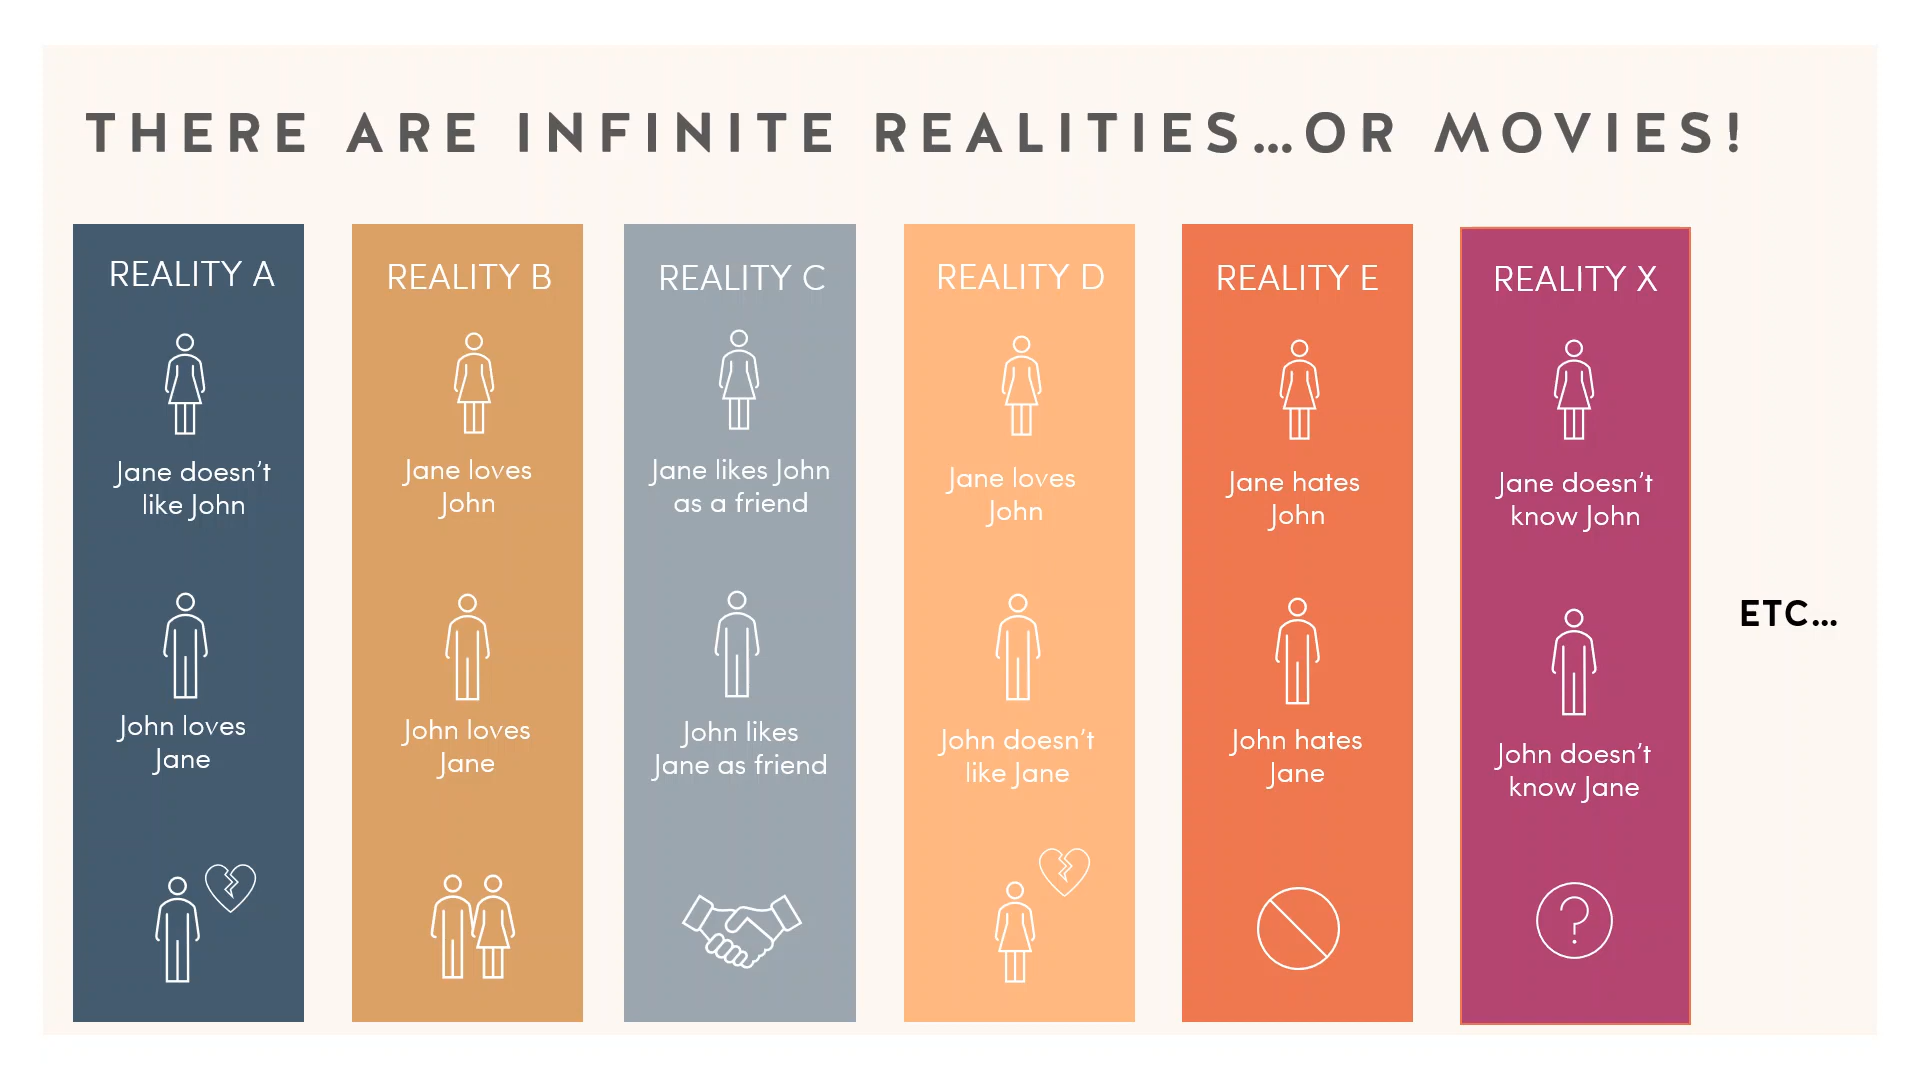 THERE ARE INFINITE REALITIES...OR MOVIES!
REALITY A
Jane doesn't
like John
John loves
Jane
REALITY B
Jane loves
John
John loves
Jane
REALITY C
Jane likes John
as a friend
John likes
Jane as friend
REALITY D
Jane loves
John
John doesn't
like Jane
REALITY E
Jane hates
John
John hates
Jane
REALITY X
Jane doesn't
know John
John doesn't
know Jane
?
ETC...